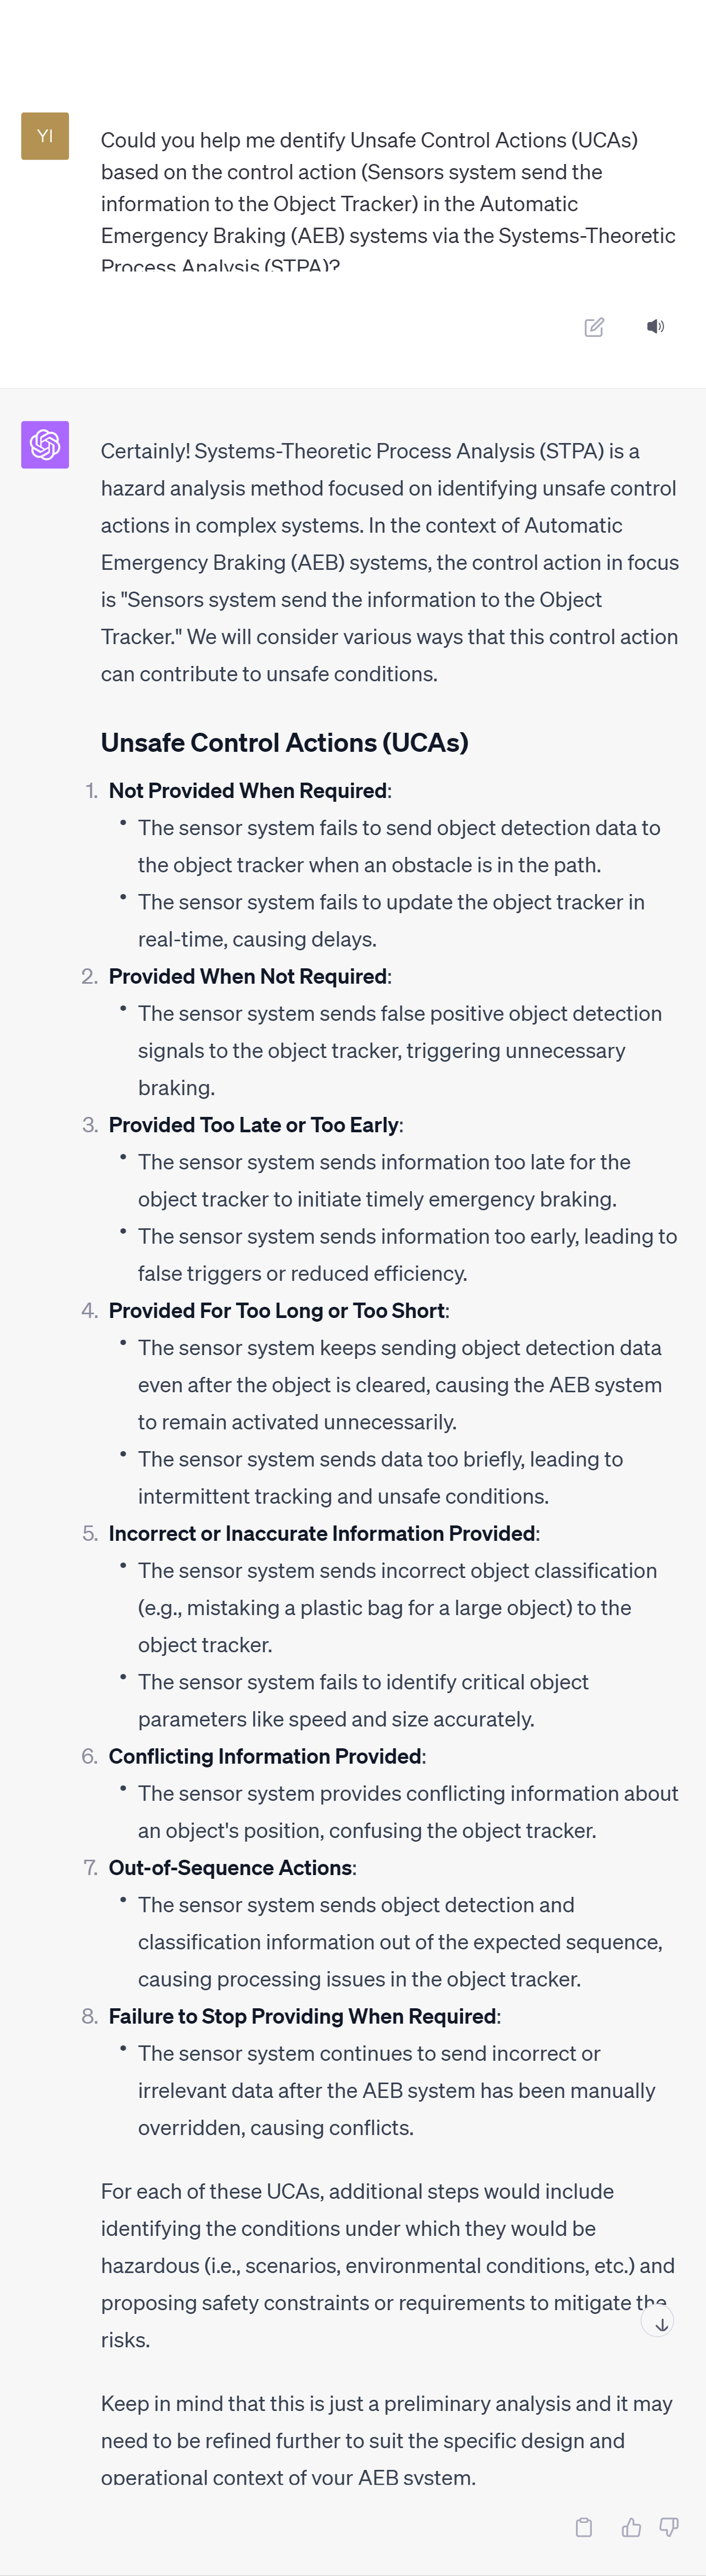 YI
Could you help me dentify Unsafe Control Actions (UCAs)
based on the control action (Sensors system send the
information to the Object Tracker) in the Automatic
Emergency Braking (AEB) systems via the Systems-Theoretic
Process Analysis (STPA)?
Certainly! Systems-Theoretic Process Analysis (STPA) is a
hazard analysis method focused on identifying unsafe control
actions in complex systems. In the context of Automatic
Emergency Braking (AEB) systems, the control action in focus
is "Sensors system send the information to the Object
Tracker." We will consider various ways that this control action
can contribute to unsafe conditions.
Unsafe Control Actions (UCAs)
1. Not Provided When Required:
• The sensor system fails to send object detection data to
the object tracker when an obstacle is in the path.
• The sensor system fails to update the object tracker in
real-time, causing delays.
2. Provided When Not Required:
• The sensor system sends false positive object detection
signals to the object tracker, triggering unnecessary
braking.
3. Provided Too Late or Too Early:
• The sensor system sends information too late for the
object tracker to initiate timely emergency braking.
• The sensor system sends information too early, leading to
false triggers or reduced efficiency.
4. Provided For Too Long or Too Short:
• The sensor system keeps sending object detection data
even after the object is cleared, causing the AEB system
to remain activated unnecessarily.
• The sensor system sends data too briefly, leading to
intermittent tracking and unsafe conditions.
5. Incorrect or Inaccurate Information Provided:
• The sensor system sends incorrect object classification
(e.g., mistaking a plastic bag for a large object) to the
object tracker.
• The sensor system fails to identify critical object
parameters like speed and size accurately.
6. Conflicting Information Provided:
• The sensor system provides conflicting information about
an object's position, confusing the object tracker.
7. Out-of-Sequence Actions:
• The sensor system sends object detection and
classification information out of the expected sequence,
causing processing issues in the object tracker.
8. Failure to Stop Providing When Required:
• The sensor system continues to send incorrect or
irrelevant data after the AEB system has been manually
overridden, causing conflicts.
For each of these UCAs, additional steps would include
identifying the conditions under which they would be
hazardous (i.e., scenarios, environmental conditions, etc.) and
proposing safety constraints or requirements to mitigate the
risks.
Keep in mind that this is just a preliminary analysis and it may
need to be refined further to suit the specific design and
operational context of your AEB system.